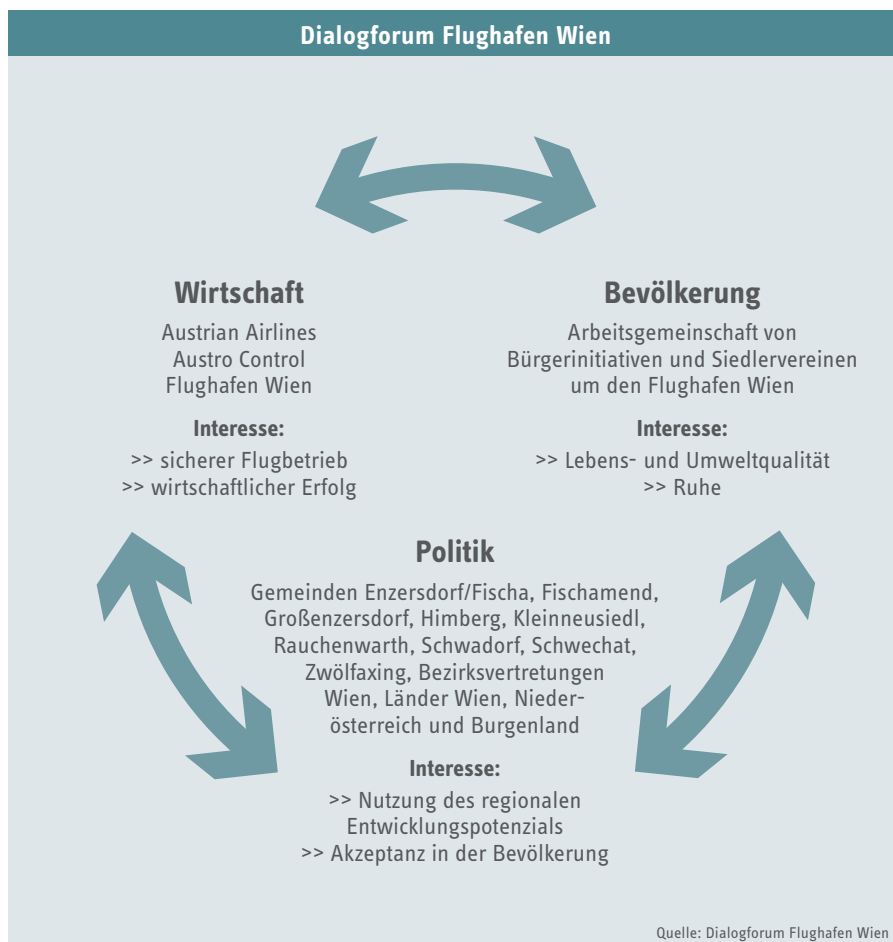 Dialogforum Flughafen Wien
Wirtschaft
Austrian Airlines
Austro Control
Flughafen Wien
Interesse:
>> sicherer Flugbetrieb
>> wirtschaftlicher Erfolg
Bevölkerung
Arbeitsgemeinschaft von
Bürgerinitiativen und Siedlervereinen
um den Flughafen Wien
Interesse:
>> Lebens- und Umweltqualität
>> Ruhe
Politik
Gemeinden Enzersdorf/Fischa, Fischamend,
Großenzersdorf, Himberg, Kleinneusiedl,
Rauchenwarth, Schwadorf, Schwechat,
Zwölfaxing, Bezirksvertretungen
Wien, Länder Wien, Nieder-
österreich und Burgenland
Interesse:
>> Nutzung des regionalen
Entwicklungspotenzials
>> Akzeptanz in der Bevölkerung
Quelle: Dialogforum Flughafen Wien